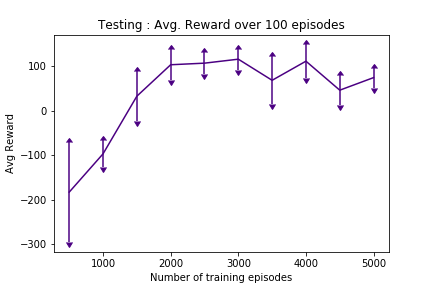 Testing : Avg. Reward over 100 episodes
Avg Reward
100
0
−100
−200
−300
1000 2000 3000 4000 5000
Number of training episodes